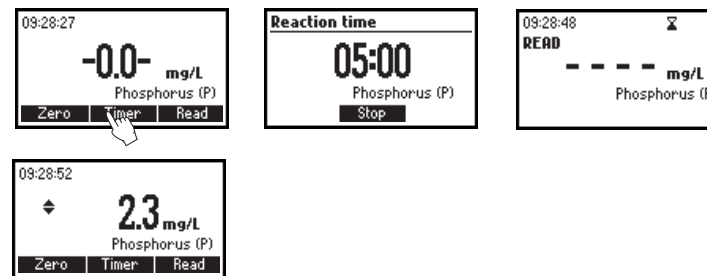 09:28:27
-0.0- mg/L
Phosphorus (P)
Zero Timer Read
Reaction time
05:00
Phosphorus (P)
Stop
09:28:48
READ
---- mg/L
Phosphorus (P
09:28:52
2.3 mg/L
Phosphorus (P)
Zero Timer Read